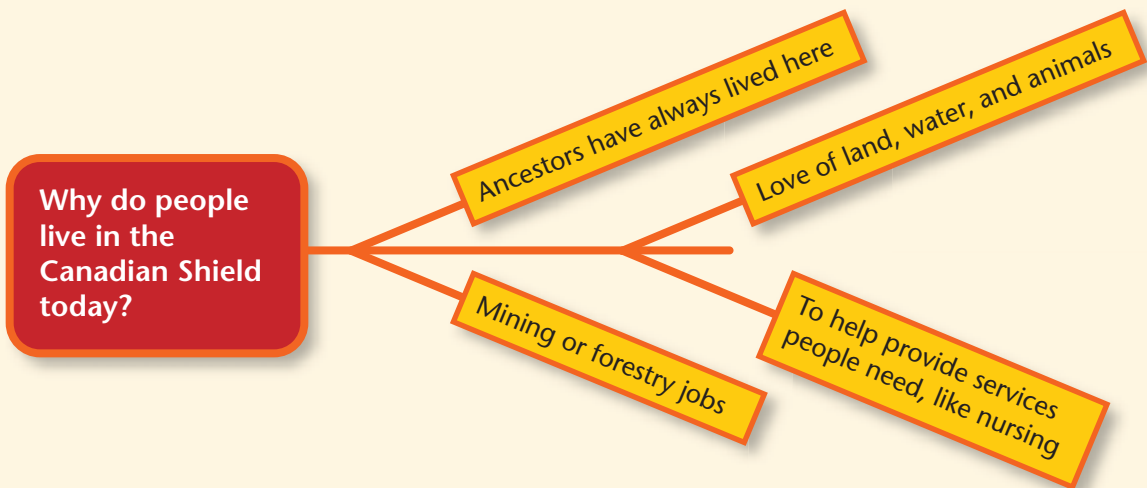 Why do people
live in the
Canadian Shield
today?
Ancestors have always lived here
Love of land, water, and animals
Mining or forestry jobs
To help provide services
people need, like nursing